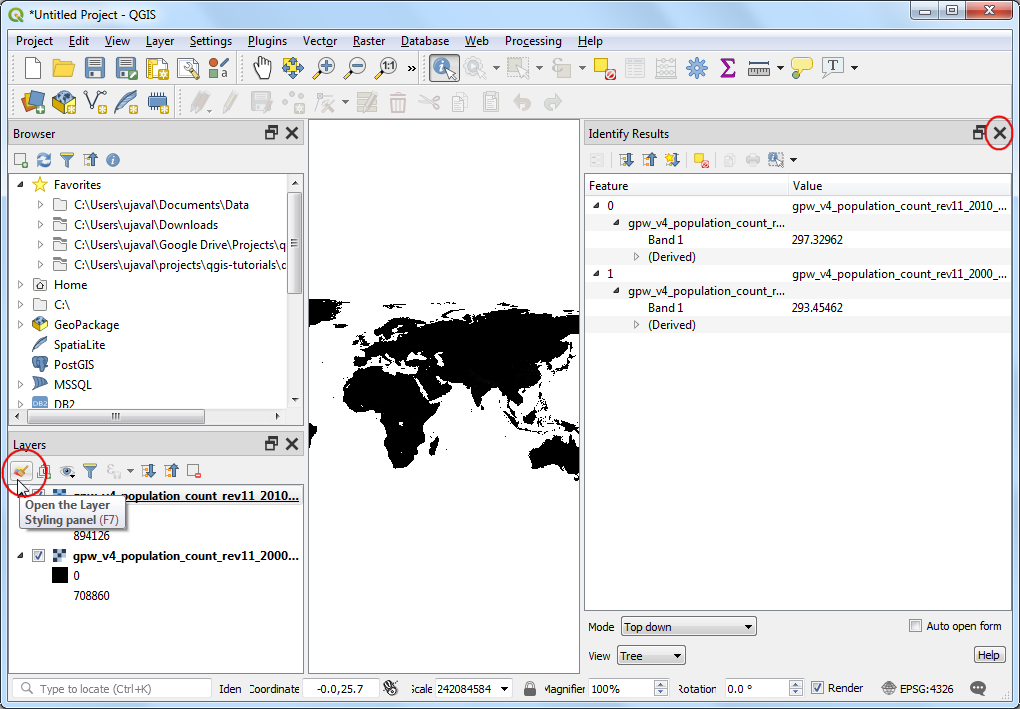 *Untitled Project - QGIS
Project Edit View Layer Settings Plugins Vector Raster Database Web Processing Help
Browser
Favorites
C:\Users\ujaval\Documents\Data
C:\Users\ujaval\Downloads
C:\Users\ujaval\Google Drive\Projects\q
C:\Users\ujaval\projects\qgis-tutorials\d
Home
C:\
GeoPackage
SpatiaLite
PostGIS
MSSQL
DB2 DB2
Layers
gpw_v4_population_count_rev11_2010...
Open the Layer
Styling panel (F7)
894126
gpw_v4_population_count_rev11_2000...
0
708860
Identify Results
Feature Value
0 gpw_v4_population_count_rev11_2010_...
gpw_v4_population_count_r...
Band 1 297.32962
(Derived)
1 gpw_v4_population_count_rev11_2000_...
gpw_v4_population_count_r...
Band 1 293.45462
(Derived)
Mode Top down Auto open form
View Tree Help
Type to locate (Ctrl+K) Iden Coordinate -0.0,25.7 Scale 242084584 Magnifier 100% Rotation 0.0 ° Render EPSG:4326